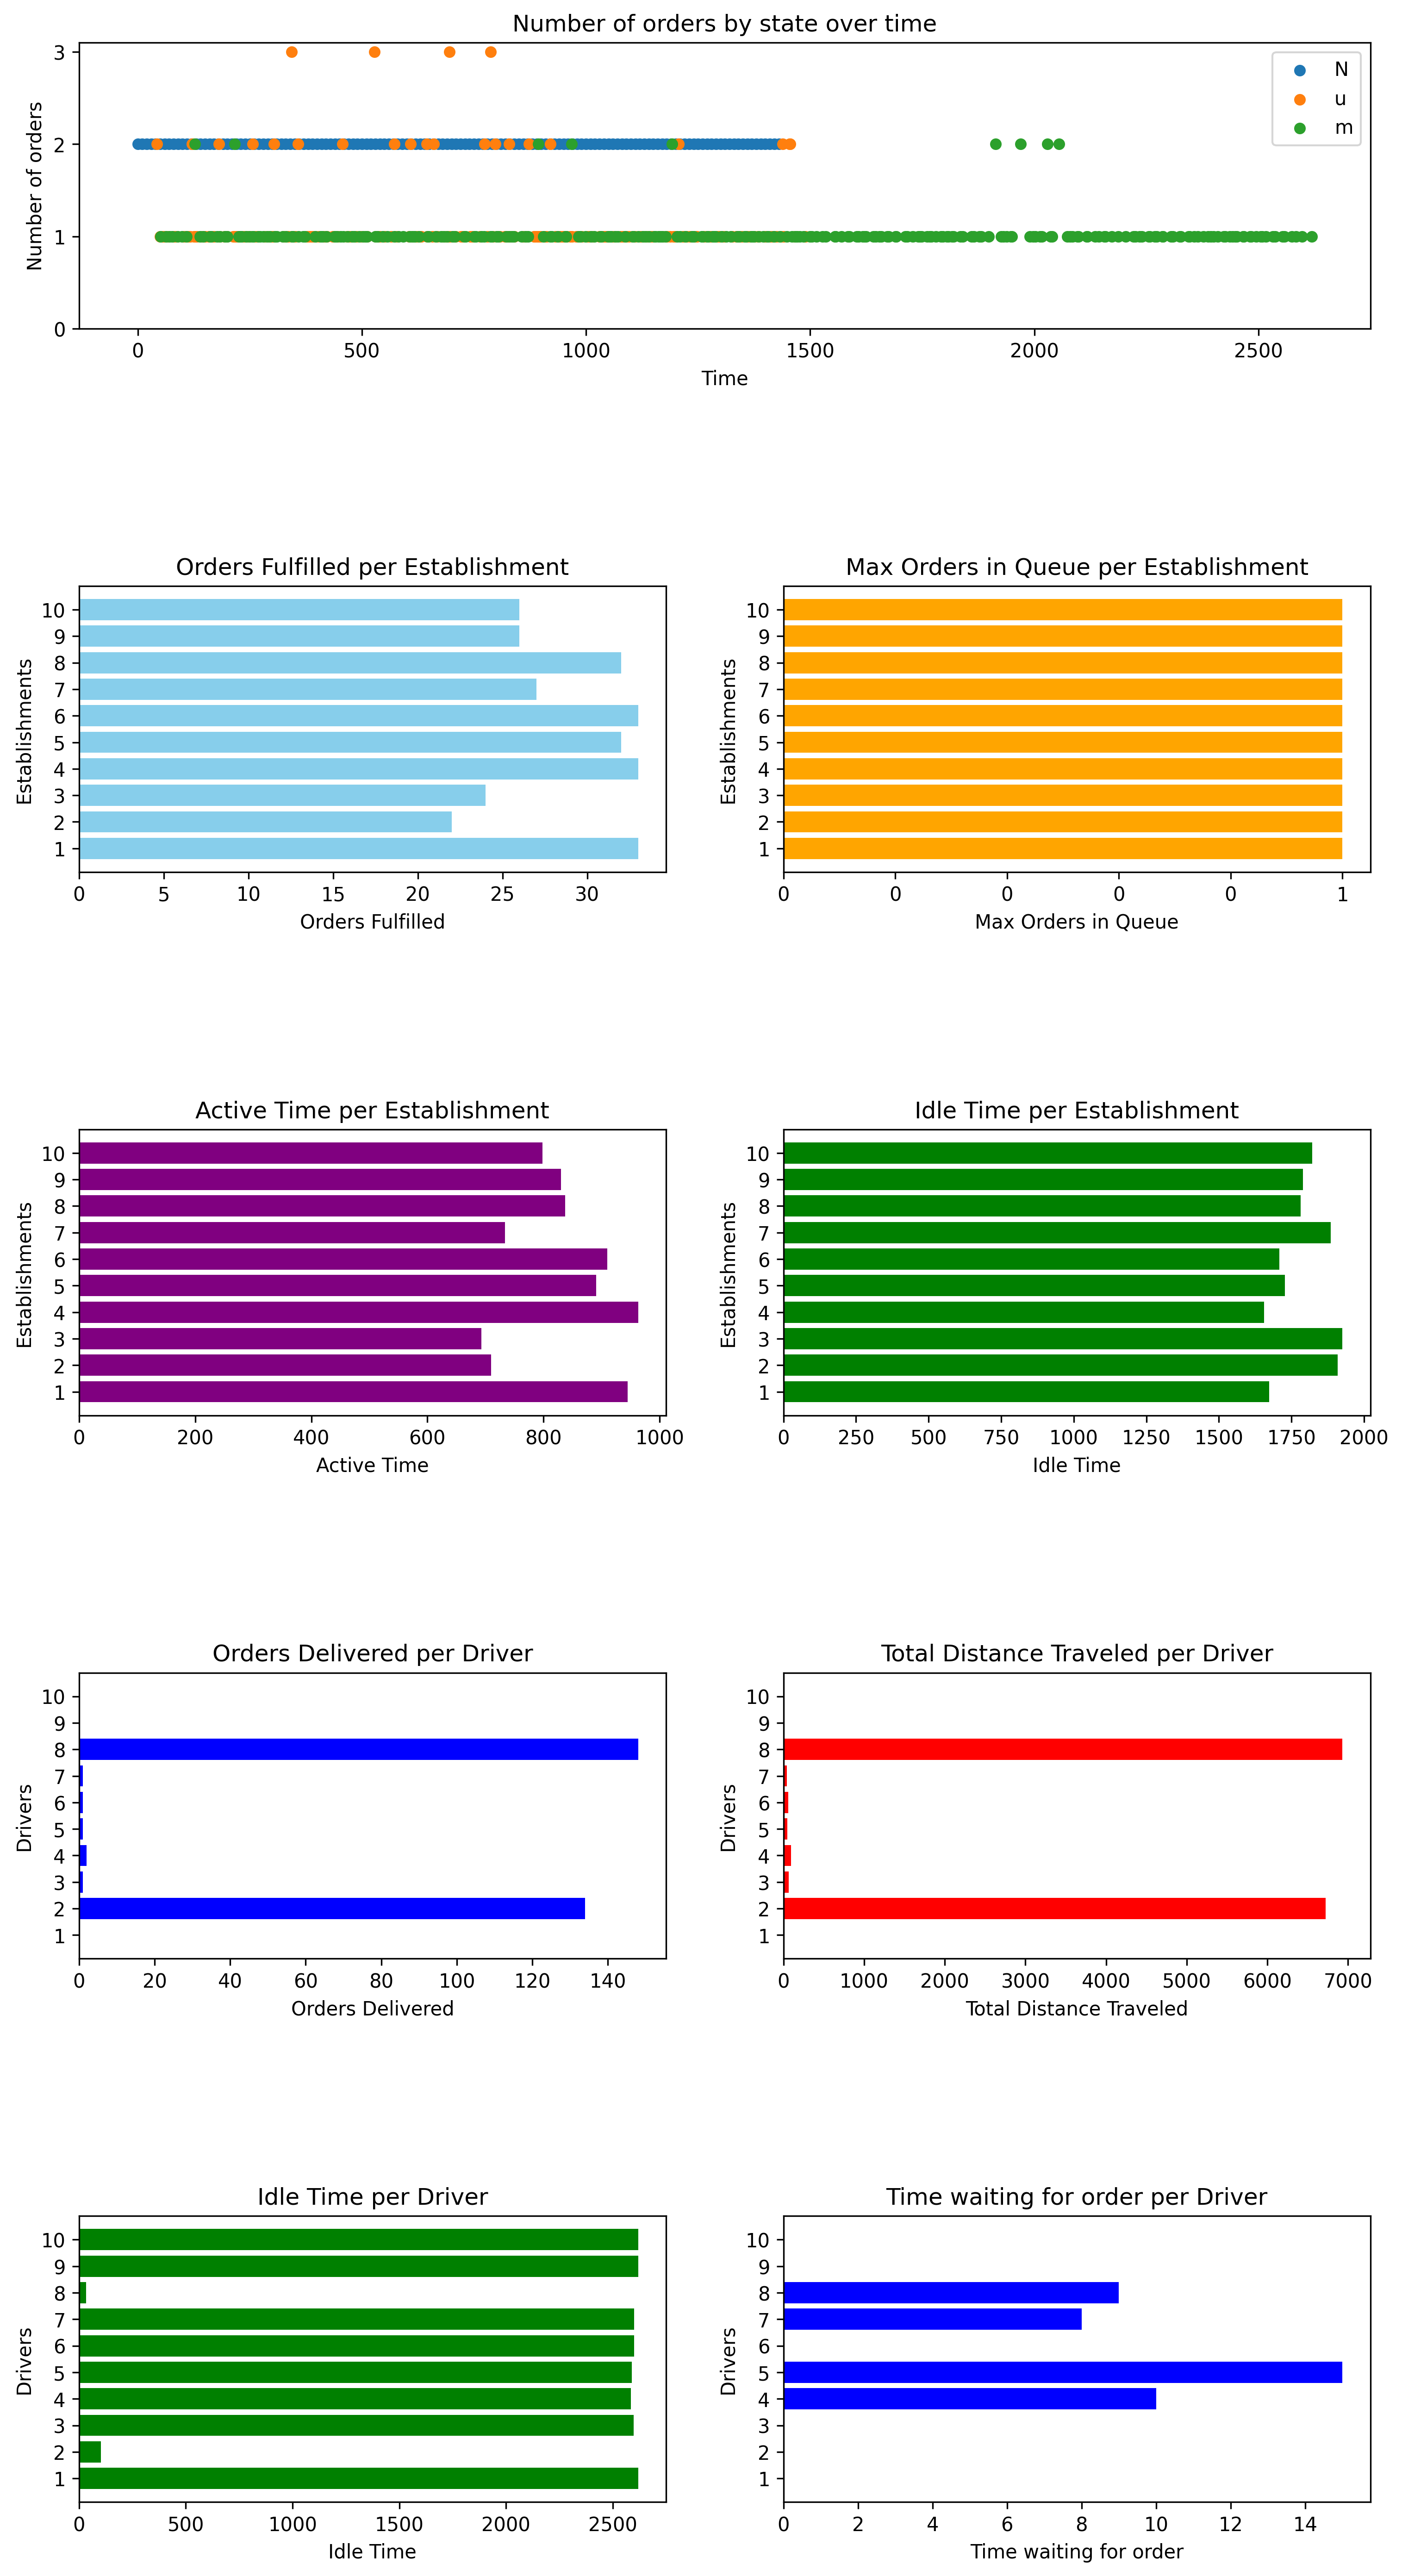 Number of orders by state over time
3
2
1
0
Number of orders
N
u
m
0 500 1000 1500 2000 2500
Time
Orders Fulfilled per Establishment
10
9
8
7
6
5
4
3
2
1
Establishments
0 5 10 15 20 25 30
Orders Fulfilled
Max Orders in Queue per Establishment
10
9
8
7
6
5
4
3
2
1
Establishments
0 0 0 0 0 1
Max Orders in Queue
Active Time per Establishment
10
9
8
7
6
5
4
3
2
1
Establishments
0 200 400 600 800 1000
Active Time
Idle Time per Establishment
10
9
8
7
6
5
4
3
2
1
Establishments
0 250 500 750 1000 1250 1500 1750 2000
Idle Time
Orders Delivered per Driver
10
9
8
7
6
5
4
3
2
1
Drivers
0 20 40 60 80 100 120 140
Orders Delivered
Total Distance Traveled per Driver
10
9
8
7
6
5
4
3
2
1
Drivers
0 1000 2000 3000 4000 5000 6000 7000
Total Distance Traveled
Idle Time per Driver
10
9
8
7
6
5
4
3
2
1
Drivers
0 500 1000 1500 2000 2500
Idle Time
Time waiting for order per Driver
10
9
8
7
6
5
4
3
2
1
Drivers
0 2 4 6 8 10 12 14
Time waiting for order